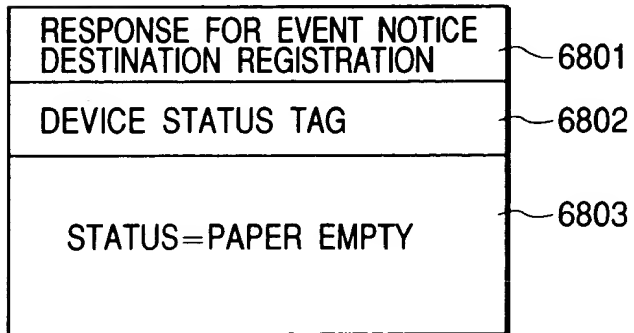 RESPONSE FOR EVENT NOTICE
DESTINATION REGISTRATION
6801
DEVICE STATUS TAG
6802
STATUS=PAPER EMPTY
6803